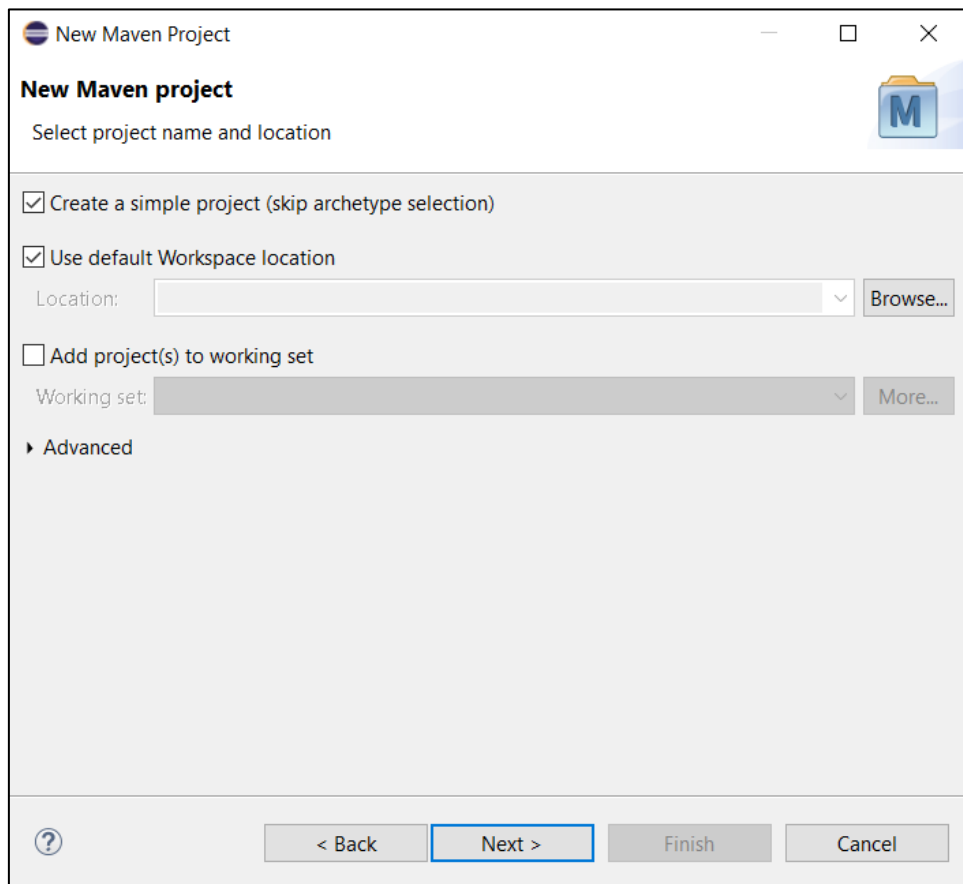 New Maven Project
New Maven project
Select project name and location
M
Create a simple project (skip archetype selection)
Use default Workspace location
Location:
Browse...
Add project(s) to working set
Working set:
More...
Advanced
?
< Back
Next >
Finish
Cancel